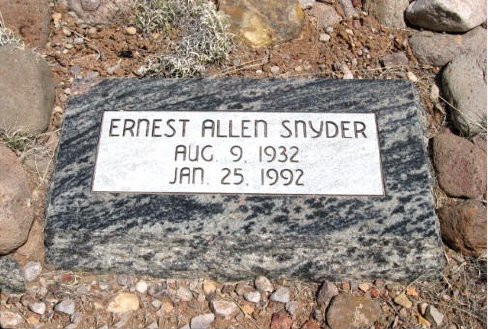 ERNEST ALLEN SNYDER
AUG. 9, 1932
JAN. 25, 1992